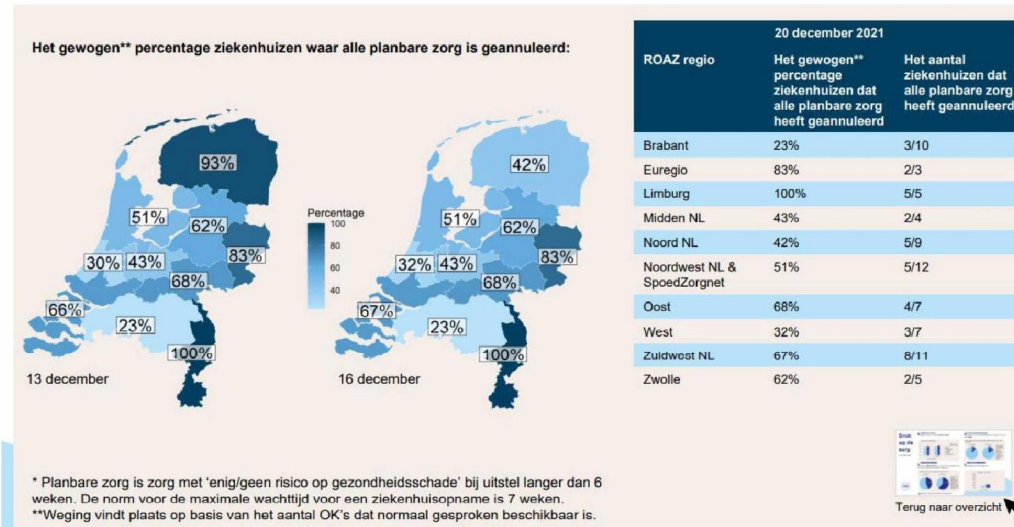 Het gewogen** percentage ziekenhuizen waar alle planbare zorg is geannuleerd:
93%
51%
62%
83%
30%
43%
68%
66%
23%
100%
13 december
Percentage
100
80
60
40
42%
51%
62%
83%
32%
43%
68%
67%
23%
100%
16 december
20 december 2021
ROAZ regio
Het gewogen**
percentage
ziekenhuizen dat
alle planbare zorg
heeft geannuleerd
Het aantal
ziekenhuizen dat
alle planbare zorg
heeft geannuleerd
Brabant 23% 3/10
Euregio 83% 2/3
Limburg 100% 5/5
Midden NL 43% 2/4
Noord NL 42% 5/9
Noordwest NL & 51% 5/12
SpoedZorgnet
Oost 68% 4/7
West 32% 3/7
Zuidwest NL 67% 8/11
Zwolle 62% 2/5
* Planbare zorg is zorg met ‘enig/geen risico op gezondheidsschade’ bij uitstel langer dan 6
weken. De norm voor de maximale wachttijd voor een ziekenhuisopname is 7 weken.
**Weging vindt plaats op basis van het aantal OK’s dat normaal gesproken beschikbaar is.
Druk
op de
zorg
Terug naar overzicht